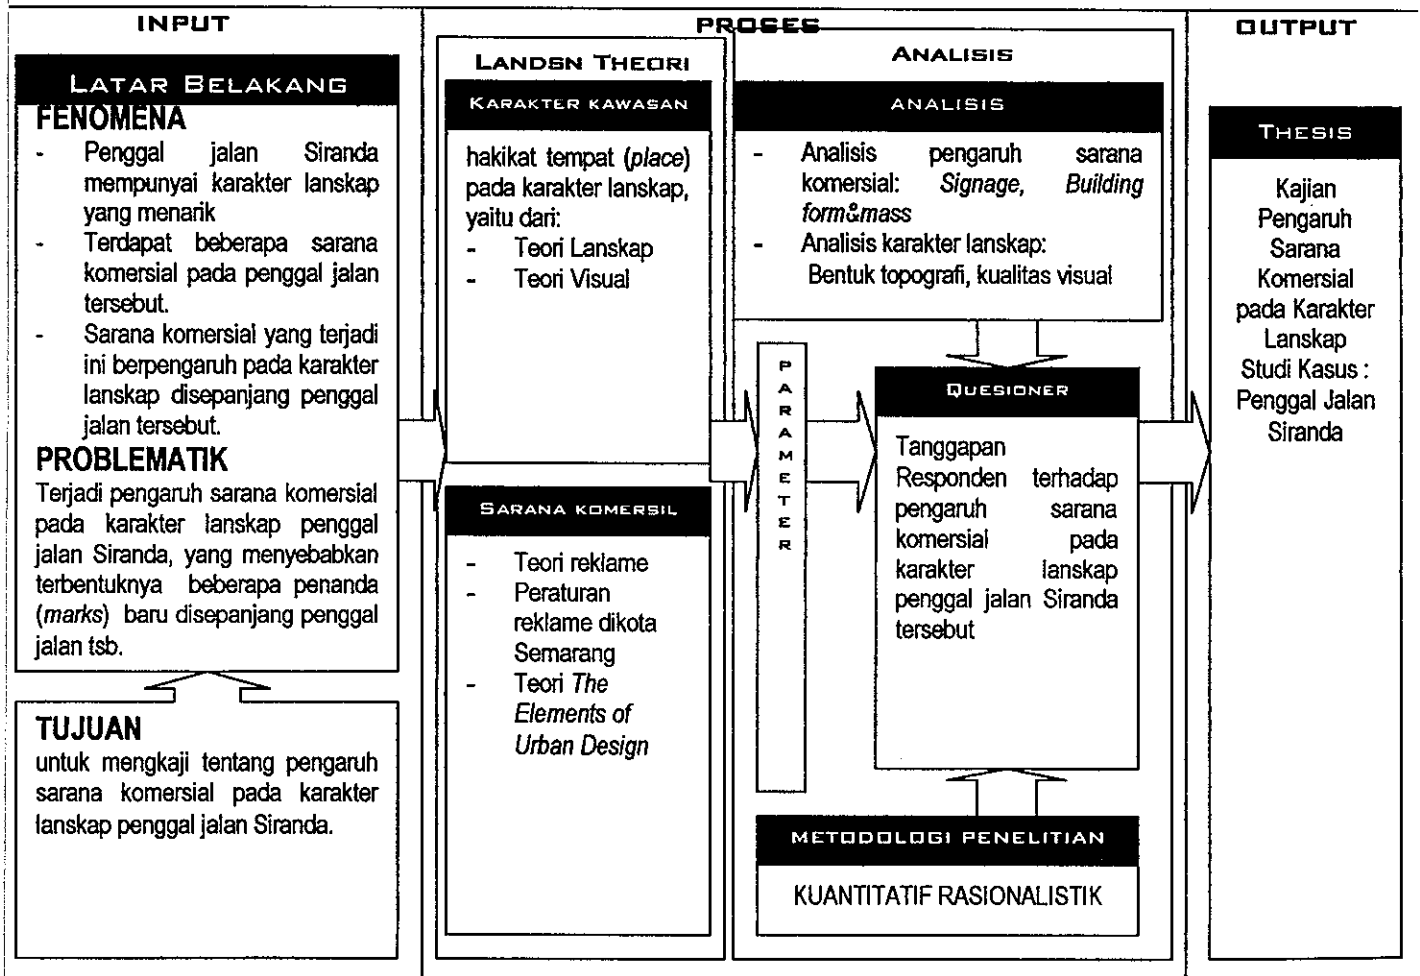 INPUT
PROSES
OUTPUT
LATAR BELAKANG
FENOMENA
- Penggal jalan Siranda
mempunyai karakter lanskap
yang menarik
- Terdapat beberapa sarana
komersial pada penggal jalan
tersebut.
- Sarana komersial yang terjadi
ini berpengaruh pada karakter
lanskap disepanjang penggal
jalan tersebut.
PROBLEMATIK
Terjadi pengaruh sarana komersial
pada karakter lanskap penggal
jalan Siranda, yang menyebabkan
terbentuknya beberapa penanda
(marks) baru disepanjang penggal
jalan tsb.
TUJUAN
untuk mengkaji tentang pengaruh
sarana komersial pada karakter
lanskap penggal jalan Siranda.
LANDSN THEORI
KARAKTER KAWASAN
hakikat tempat (place)
pada karakter lanskap,
yaitu dari:
- Teori Lanskap
- Teori Visual
SARANA KOMERSIL
- Teori reklame
- Peraturan
reklame dikota
Semarang
- Teori The
Elements of
Urban Design
ANALISIS
ANALISIS
- Analisis pengaruh sarana
komersial: Signage, Building
form&mass
- Analisis karakter lanskap:
Bentuk topografi, kualitas visual
PARAMETER
QUESIONER
Tanggapan
Responden terhadap
pengaruh sarana
komersial pada
karakter lanskap
penggal jalan Siranda
tersebut
METODOLOGI PENELITIAN
KUANTITATIF RASIONALISTIK
THESIS
Kajian
Pengaruh
Sarana
Komersial
pada Karakter
Lanskap
Studi Kasus :
Penggal Jalan
Siranda